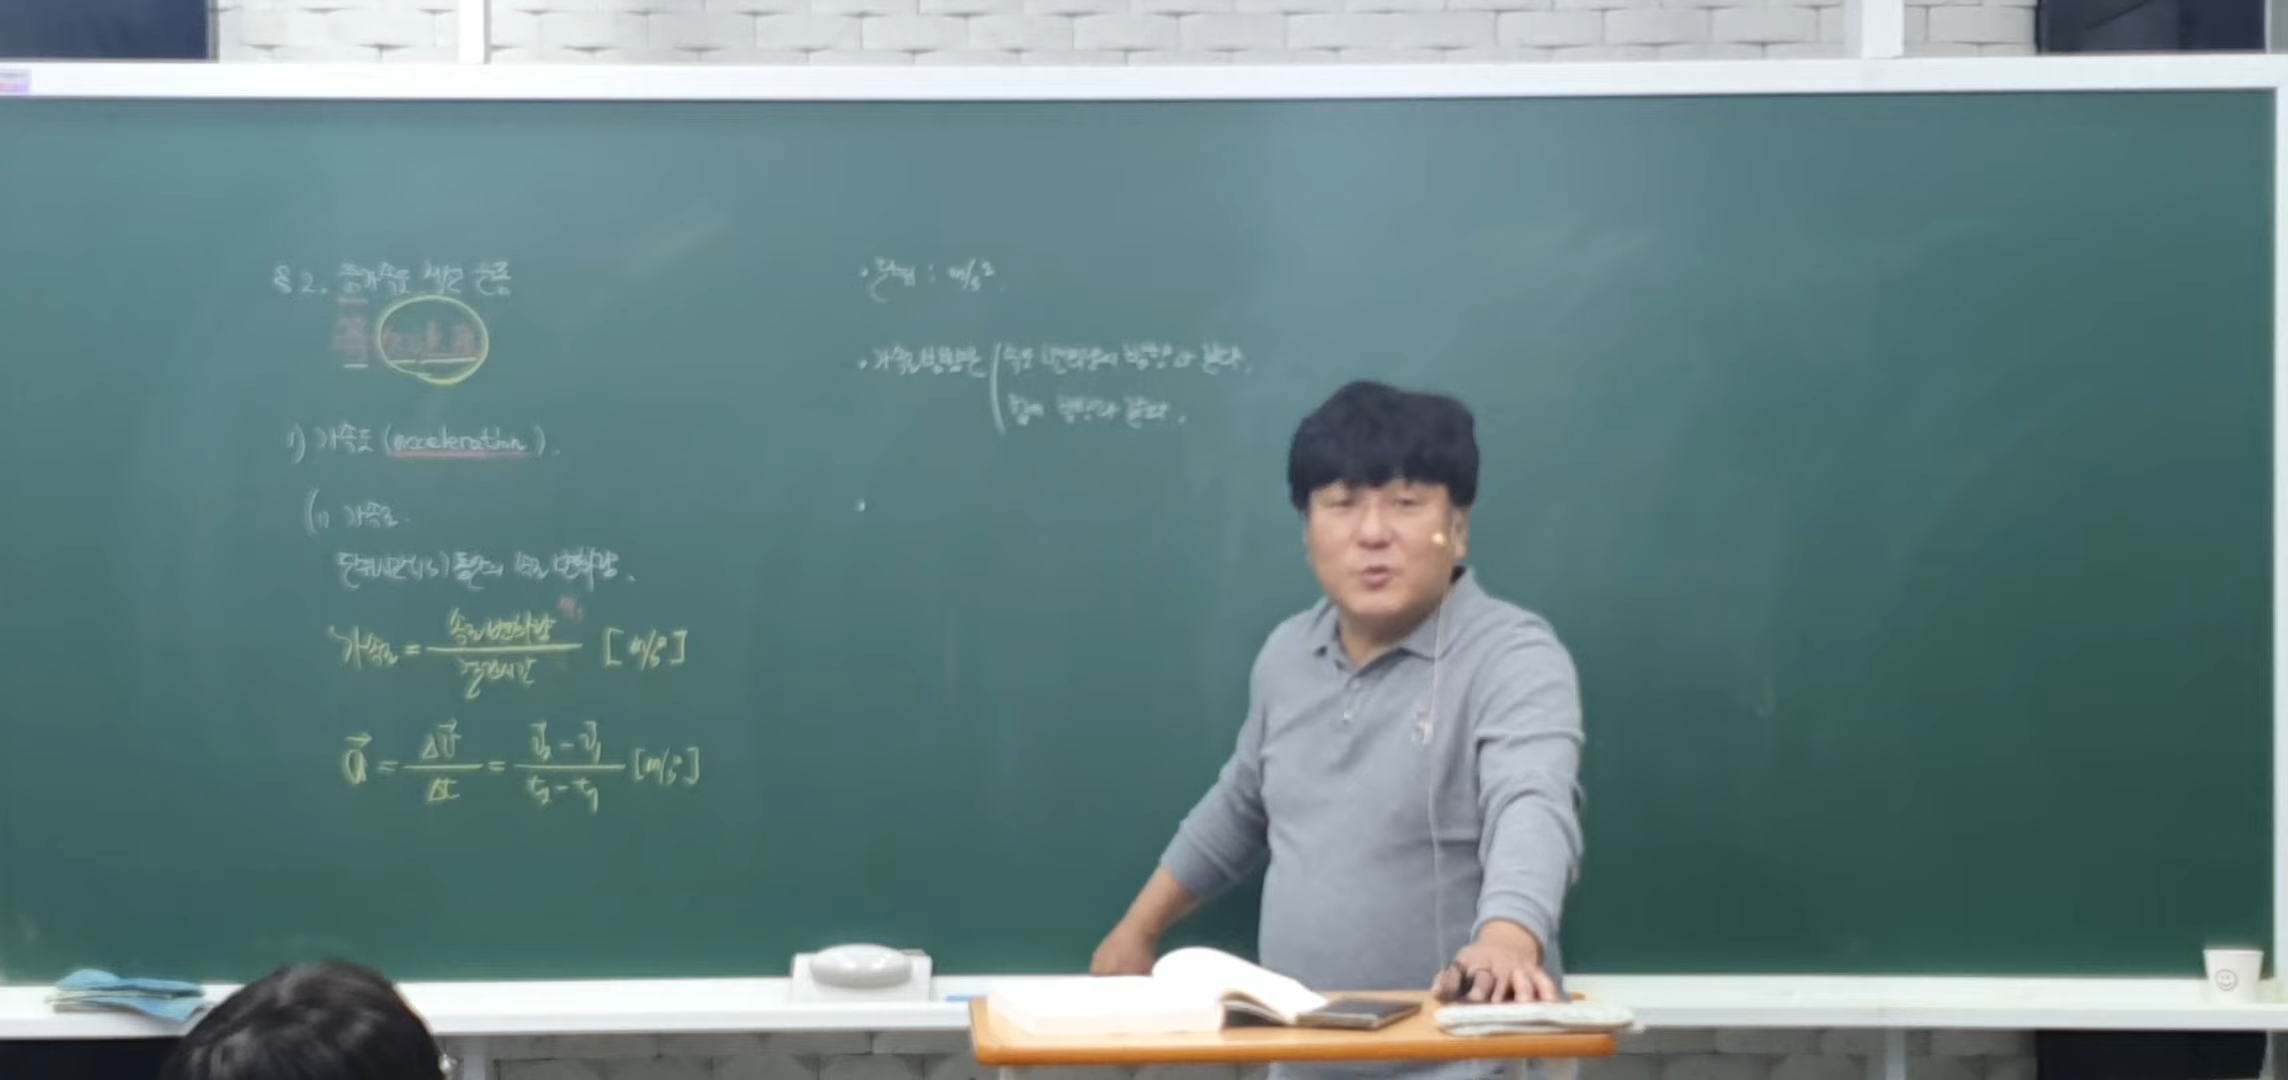 §2. 등가속도 직선 운동
1) 가속도 (acceleration).
(1) 가속도.
단위시간(1s) 동안의 속도 변화량.
가속도 = 속도변화량 / 걸린시간 [m/s²]
a⃗ = Δv⃗ / Δt = v⃗₂ - v⃗₁ / t₂ - t₁ [m/s²]
• 단위 : m/s².
• 가속도방향은 속도 변화량의 방향과 같다.
힘의 방향과 같다.